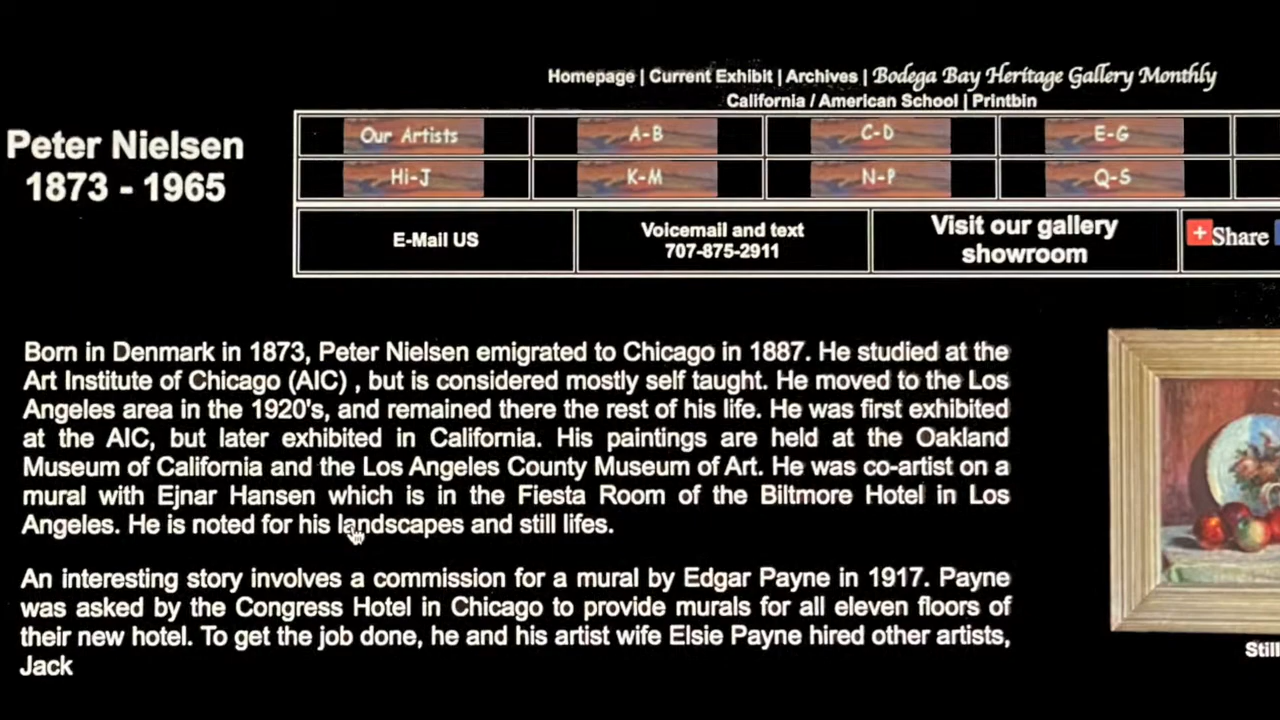 Homepage | Current Exhibit | Archives | Bodega Bay Heritage Gallery Monthly
California / American School | Printbin
Peter Nielsen
1873 - 1965
Our Artists A-B C-D E-G
Hi-J K-M N-P Q-S
E-Mail US
Voicemail and text
707-875-2911
Visit our gallery
showroom
Share
Born in Denmark in 1873, Peter Nielsen emigrated to Chicago in 1887. He studied at the
Art Institute of Chicago (AIC) , but is considered mostly self taught. He moved to the Los
Angeles area in the 1920's, and remained there the rest of his life. He was first exhibited
at the AIC, but later exhibited in California. His paintings are held at the Oakland
Museum of California and the Los Angeles County Museum of Art. He was co-artist on a
mural with Ejnar Hansen which is in the Fiesta Room of the Biltmore Hotel in Los
Angeles. He is noted for his landscapes and still lifes.
An interesting story involves a commission for a mural by Edgar Payne in 1917. Payne
was asked by the Congress Hotel in Chicago to provide murals for all eleven floors of
their new hotel. To get the job done, he and his artist wife Elsie Payne hired other artists,
Jack
Still